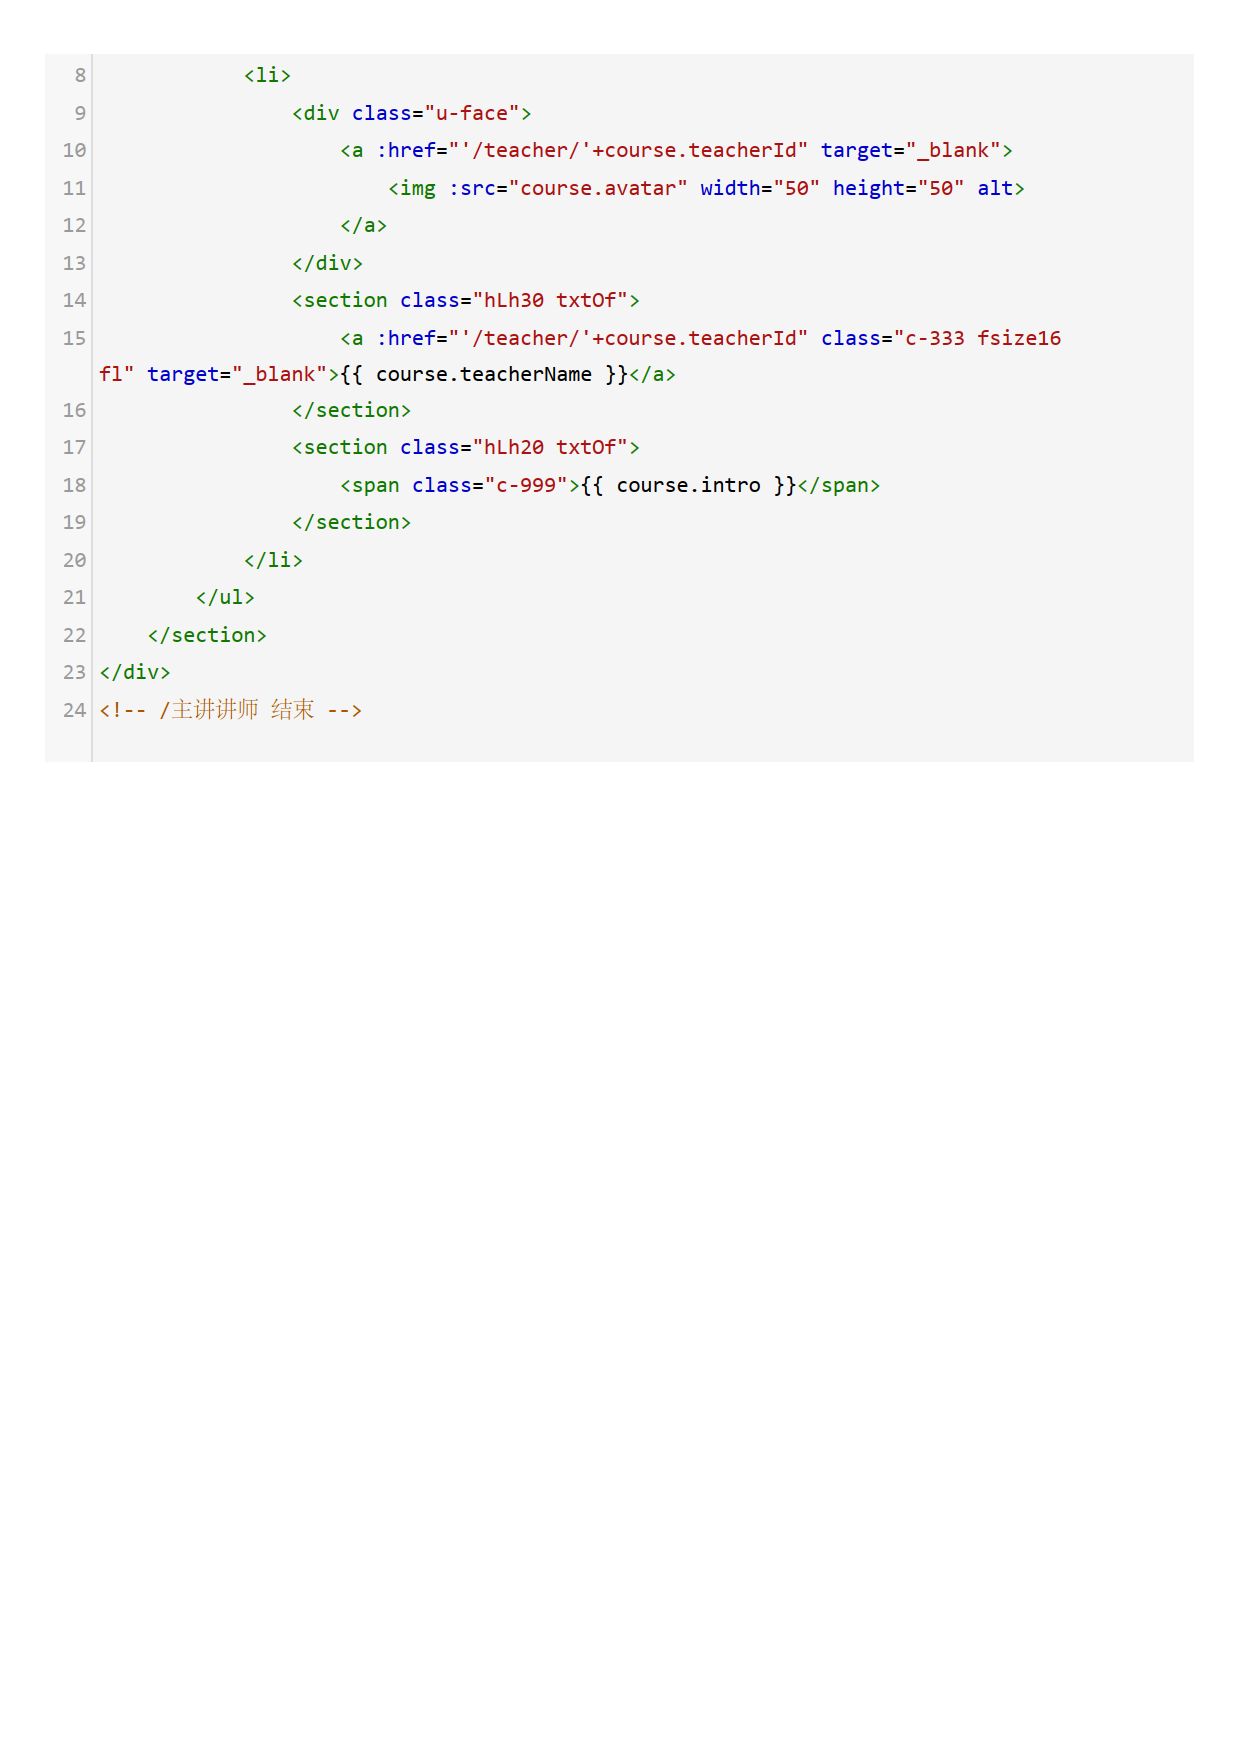 8             <li>
9                 <div class="u-face">
10                     <a :href="'/teacher/'+course.teacherId" target="_blank">
11                         <img :src="course.avatar" width="50" height="50" alt>
12                     </a>
13                 </div>
14                 <section class="hLh30 txtOf">
15                     <a :href="'/teacher/'+course.teacherId" class="c-333 fsize16
fl" target="_blank">{{ course.teacherName }}</a>
16                 </section>
17                 <section class="hLh20 txtOf">
18                     <span class="c-999">{{ course.intro }}</span>
19                 </section>
20             </li>
21         </ul>
22     </section>
23 </div>
24 <!-- /主讲讲师 结束 -->